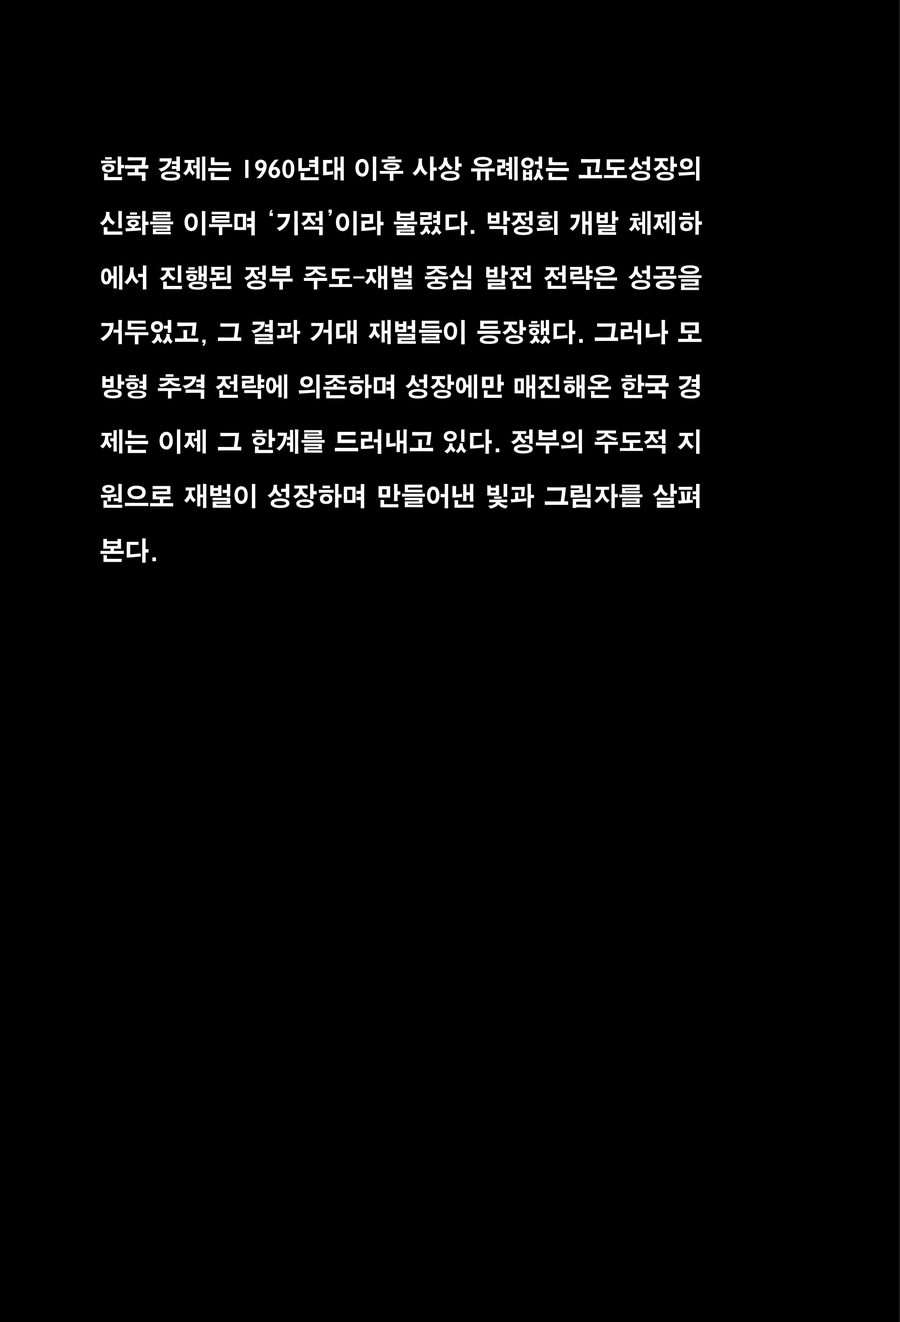 한국 경제는 1960년대 이후 사상 유례없는 고도성장의
신화를 이루며 ‘기적’이라 불렸다. 박정희 개발 체제하
에서 진행된 정부 주도-재벌 중심 발전 전략은 성공을
거두었고, 그 결과 거대 재벌들이 등장했다. 그러나 모
방형 추격 전략에 의존하며 성장에만 매진해온 한국 경
제는 이제 그 한계를 드러내고 있다. 정부의 주도적 지
원으로 재벌이 성장하며 만들어낸 빛과 그림자를 살펴
본다.